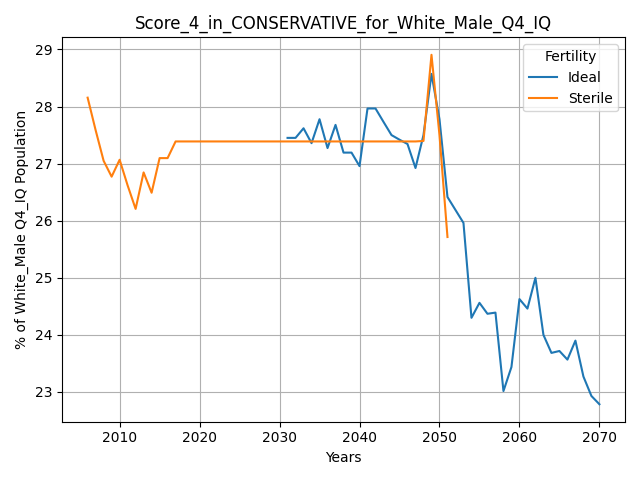 Score_4_in_CONSERVATIVE_for_White_Male_Q4_IQ
Fertility
Ideal
Sterile
% of White_Male Q4_IQ Population
29
28
27
26
25
24
23
2010
2020
2030
2040
2050
2060
2070
Years